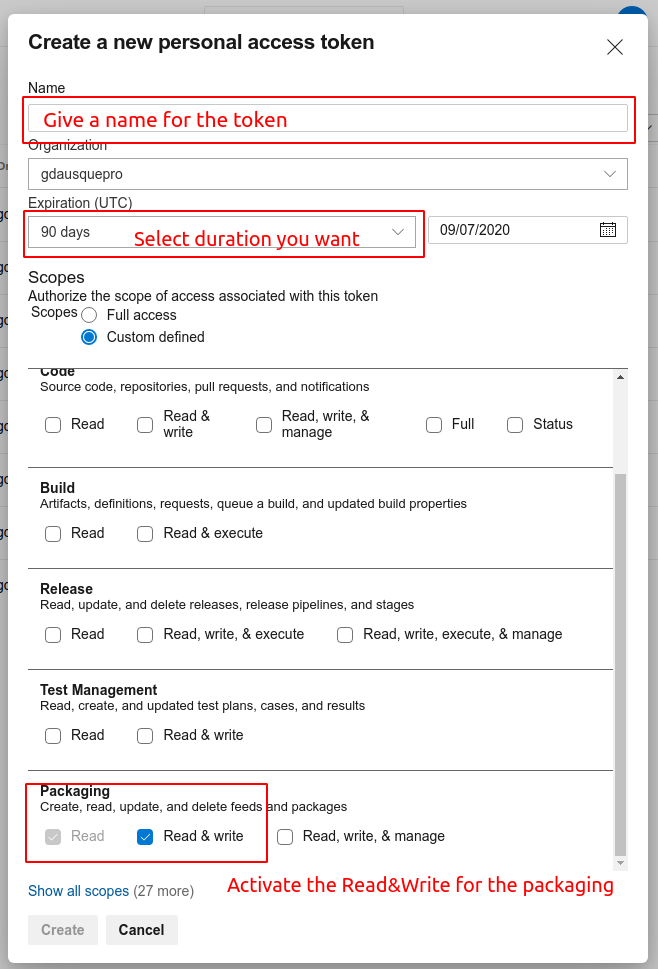 Create a new personal access token
Name
Give a name for the token
Organization
gdausquepro
Expiration (UTC)
90 days
Select duration you want
09/07/2020
Scopes
Authorize the scope of access associated with this token
Scopes
Full access
Custom defined
Code
Source code, repositories, pull requests, and notifications
Read
Read & write
Read, write, & manage
Full
Status
Build
Artifacts, definitions, requests, queue a build, and updated build properties
Read
Read & execute
Release
Read, update, and delete releases, release pipelines, and stages
Read
Read, write, & execute
Read, write, execute, & manage
Test Management
Read, create, and updated test plans, cases, and results
Read
Read & write
Packaging
Create, read, update, and delete feeds and packages
Read
Read & write
Read, write, & manage
Activate the Read&Write for the packaging
Show all scopes (27 more)
Create
Cancel